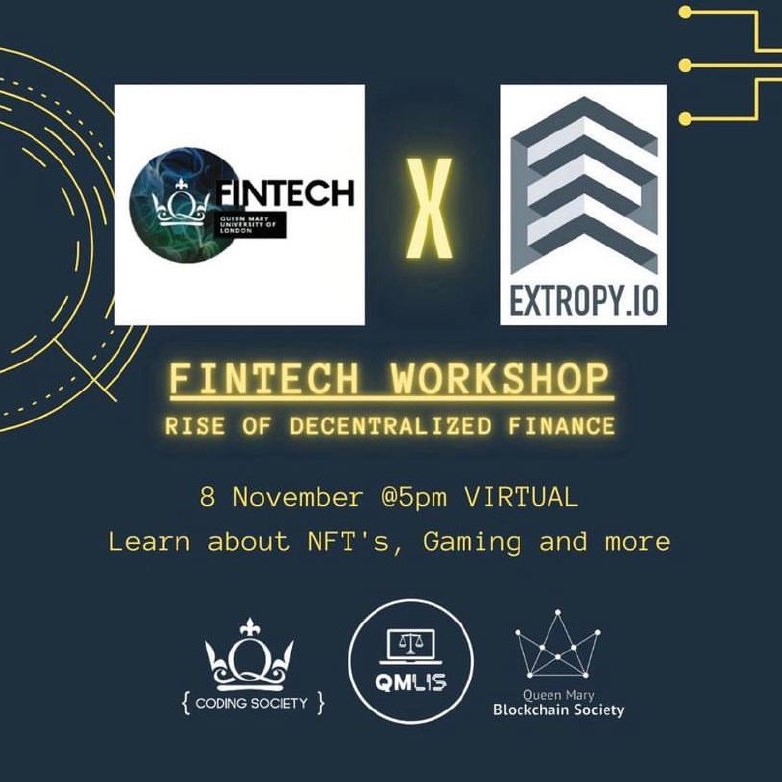 FINTECH
QUEEN MARY
UNIVERSITY OF
LONDON
X
EXTROPY.IO
FINTECH WORKSHOP
RISE OF DECENTRALIZED FINANCE
8 November @5pm VIRTUAL
Learn about NFT's, Gaming and more
{ CODING SOCIETY }
QMLIS
Queen Mary
Blockchain Society